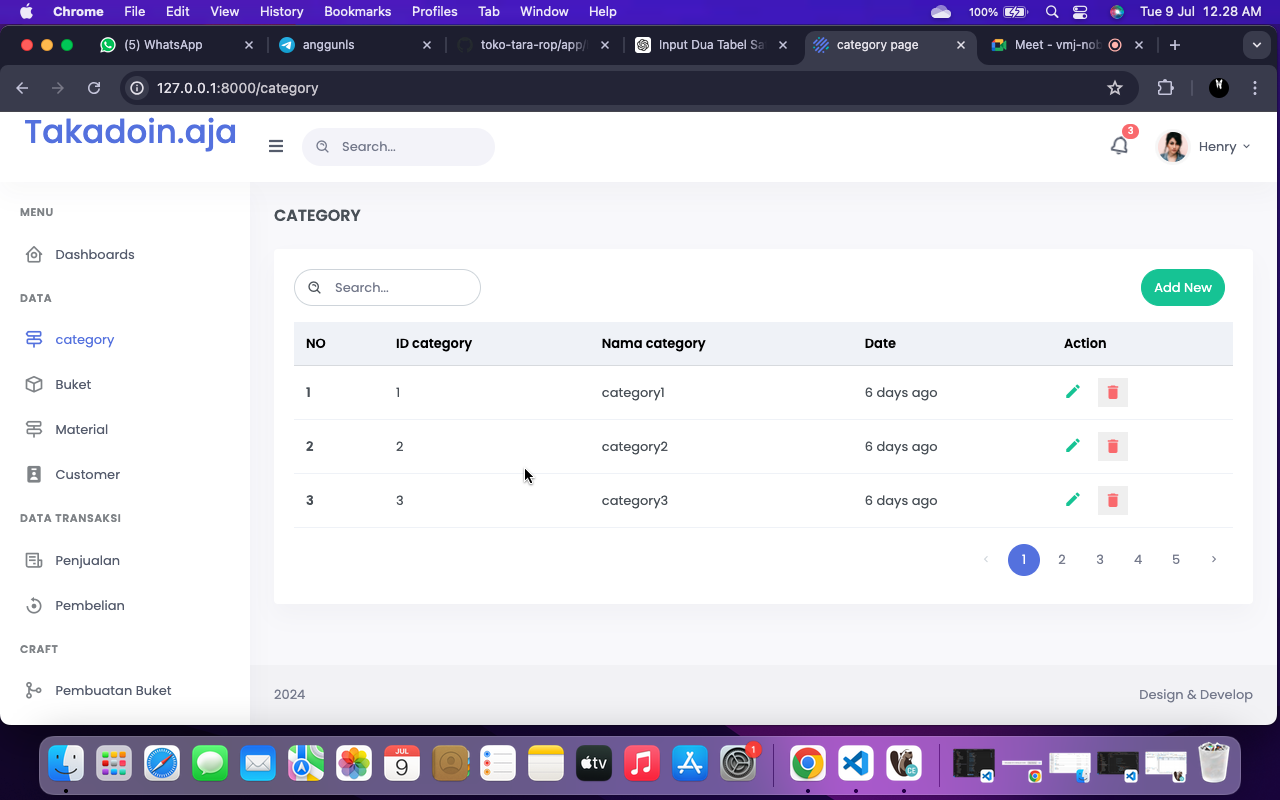 Chrome File Edit View History Bookmarks Profiles Tab Window Help 100% Tue 9 Jul 12.28 AM
(5) WhatsApp anggunls toko-tara-rop/app/ Input Dua Tabel Sa category page Meet - vmj-nob
127.0.0.1:8000/category
Takadoin.aja Search... 3 Henry
MENU
Dashboards
DATA
category
Buket
Material
Customer
DATA TRANSAKSI
Penjualan
Pembelian
CRAFT
Pembuatan Buket
CATEGORY
Search... Add New
NO ID category Nama category Date Action
1 1 category1 6 days ago
2 2 category2 6 days ago
3 3 category3 6 days ago
‹ 1 2 3 4 5 ›
2024 Design & Develop
JUL
9
tv
1